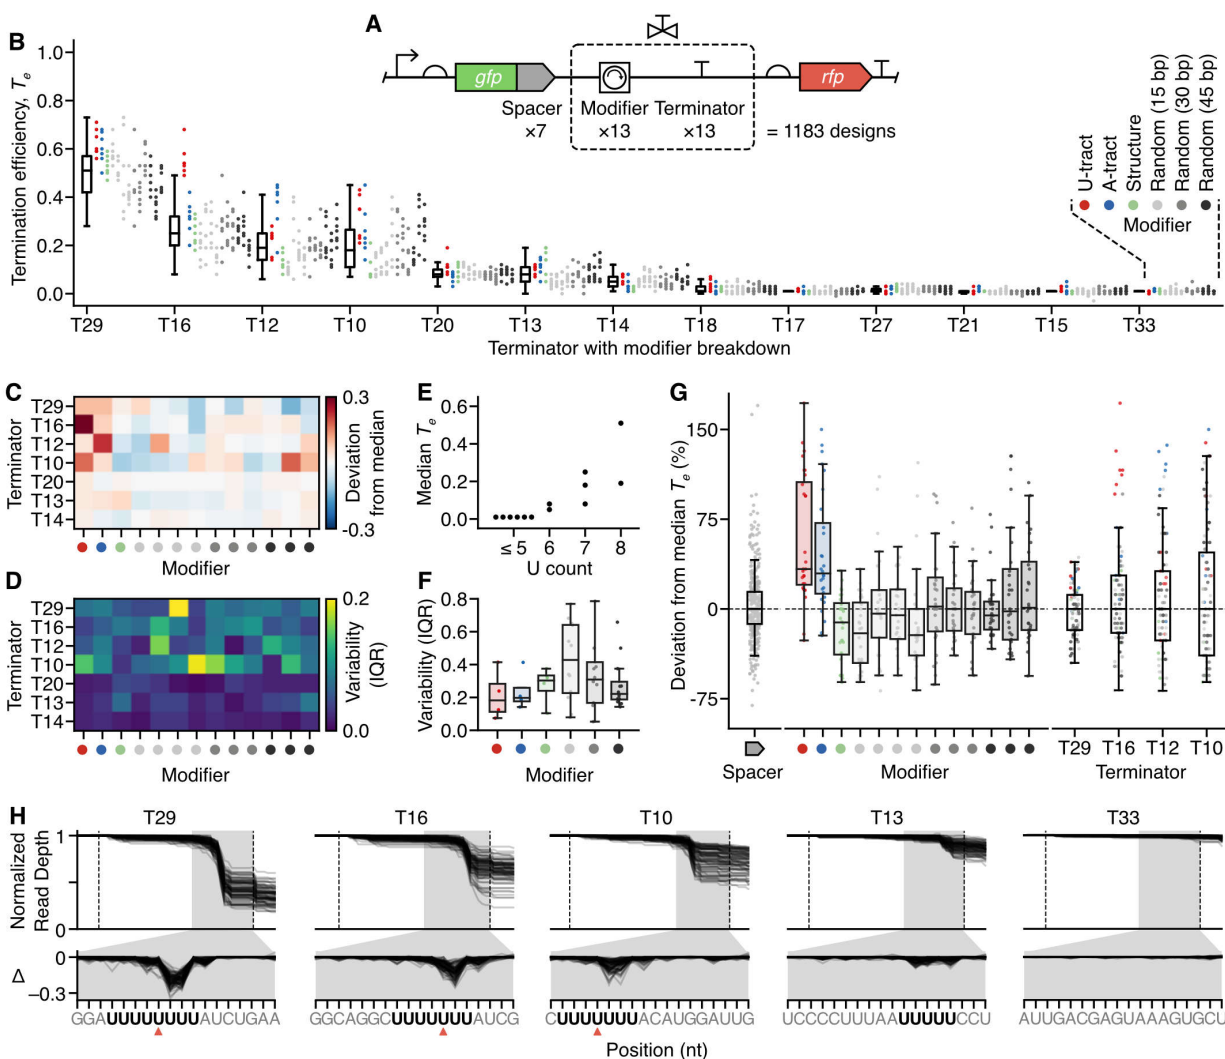 A
gfp
rfp
Spacer
Modifier
Terminator
×7
×13
×13
= 1183 designs
B
Termination efficiency, Te
1.0
0.8
0.6
0.4
0.2
0.0
T29 T16 T12 T10 T20 T13 T14 T18 T17 T27 T21 T15 T33
Terminator with modifier breakdown
U-tract
A-tract
Structure
Random (15 bp)
Random (30 bp)
Random (45 bp)
Modifier
C
Terminator
T29
T16
T12
T10
T20
T13
T14
Modifier
0.3
-0.3
Deviation
from median
D
Terminator
T29
T16
T12
T10
T20
T13
T14
Modifier
0.2
0.0
Variability
(IQR)
E
Median Te
0.6
0.4
0.2
0.0
≤ 5 6 7 8
U count
F
Variability (IQR)
0.8
0.6
0.4
0.2
0.0
Modifier
G
Deviation from median Te (%)
150
75
0
-75
T29 T16 T12 T10
Spacer
Modifier
Terminator
H
T29 T16 T10 T13 T33
Normalized
Read Depth
1
0
Δ
0
−0.3
GGAUUUUUUUUAUCUGAA
GGCAGGCUUUUUUUAUCG
CUUUUUUUACAUGGAUUG
UCCCCUUUAAUUUUUCCU
AUUGACGAGUAAAGUGCU
Position (nt)